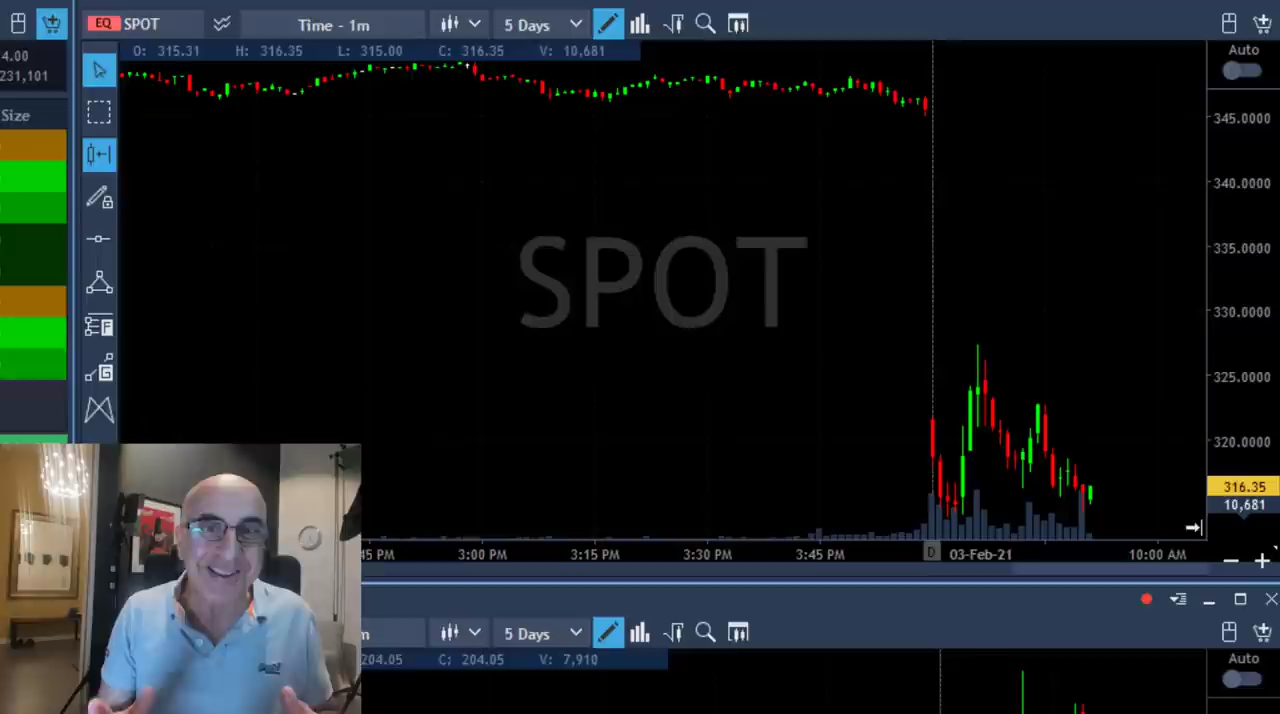 EQ SPOT
Time - 1m
5 Days
4.00
231,101
Size
O: 315.31 H: 316.35 L: 315.00 C: 316.35 V: 10,681
Auto
345.0000
340.0000
335.0000
330.0000
325.0000
320.0000
316.35
10,681
SPOT
F
G
45 PM
3:00 PM
3:15 PM
3:30 PM
3:45 PM
D
03-Feb-21
10:00 AM
m
5 Days
204.05 C: 204.05 V: 7,910
Auto